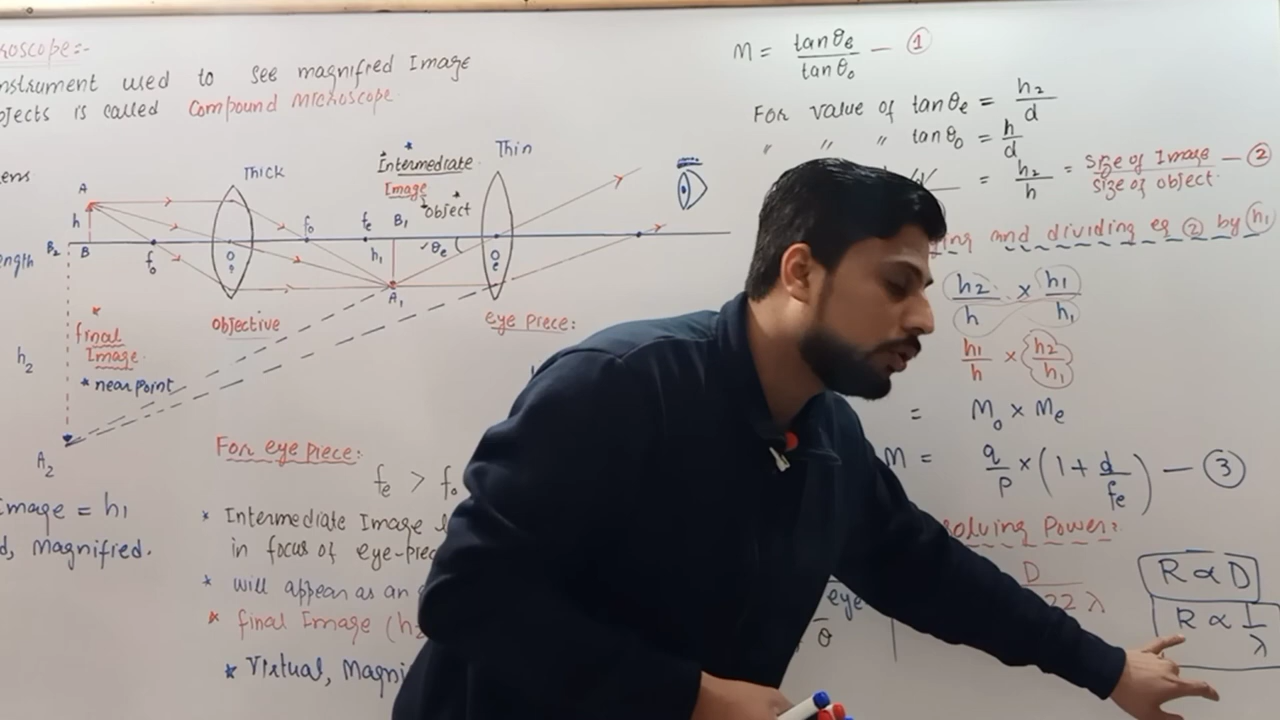 roscope:-
nstrument used to see magnified Image
bjects is called Compound Microscope.
ens
ength
Thick
Thin
* Intermediate Image
* object
A
h
B₂
B
f₀
O
o
f₀
fe
B₁
h₁
θe
A₁
O
e
objective
eye piece:
* final Image.
* near point
h₂
A₂
Image = h₁
d, Magnified.
For eye piece:
fe > f₀
* Intermediate Image
in focus of eye-piec
* will appear as an
* final Image (h₂
* Virtual, Magni
M = tanθe / tanθ₀ — ①
For value of tanθe = h₂/d
" " " tanθ₀ = h/d
= h₂/h = Size of Image / size of object. — ②
ing and dividing eq ② by h₁
h₂/h × h₁/h₁
h₁/h × h₂/h₁
= M₀ × Me
M = q/p × (1 + d/fe) — ③
solving Power:
D
22 λ
eye
θ
R ∝ D
R ∝ 1/λ